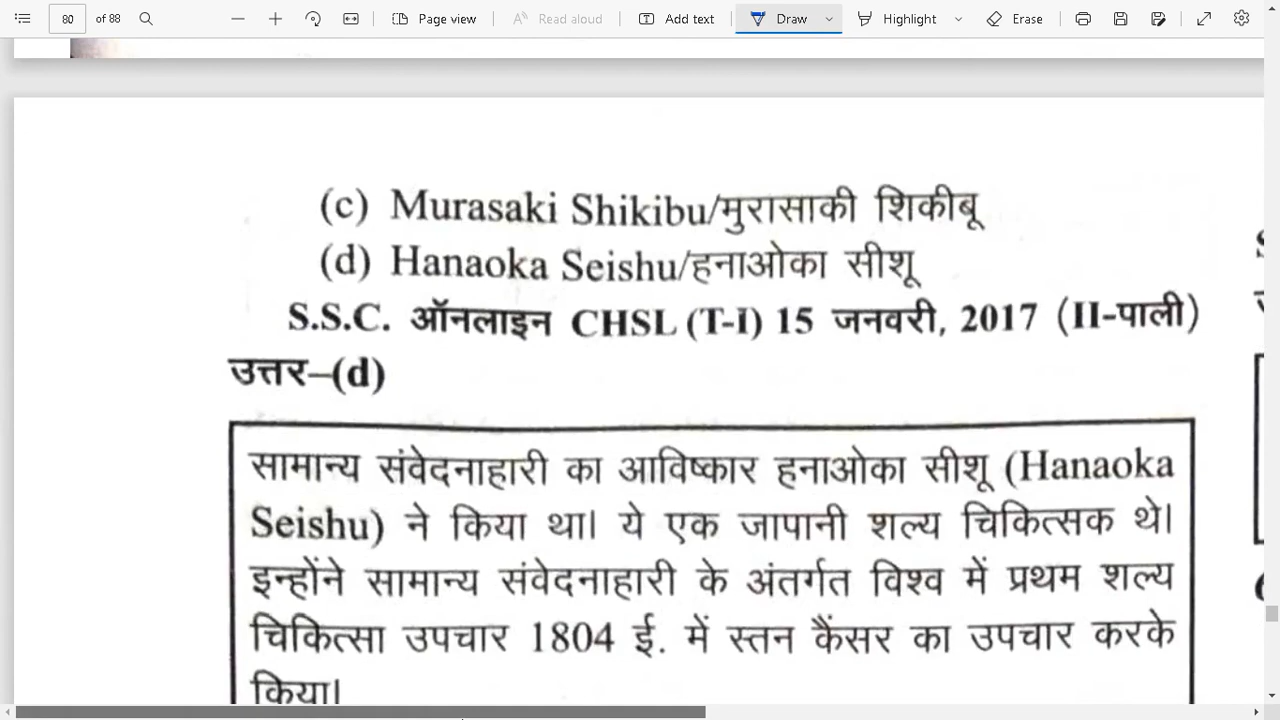 80 of 88 Page view Read aloud Add text Draw Highlight Erase
(c) Murasaki Shikibu/मुरासाकी शिकीबू
(d) Hanaoka Seishu/हनाओका सीशू
S.S.C. ऑनलाइन CHSL (T-I) 15 जनवरी, 2017 (II-पाली)
उत्तर–(d)
सामान्य संवेदनाहारी का आविष्कार हनाओका सीशू (Hanaoka
Seishu) ने किया था। ये एक जापानी शल्य चिकित्सक थे।
इन्होंने सामान्य संवेदनाहारी के अंतर्गत विश्व में प्रथम शल्य
चिकित्सा उपचार 1804 ई. में स्तन कैंसर का उपचार करके
किया।